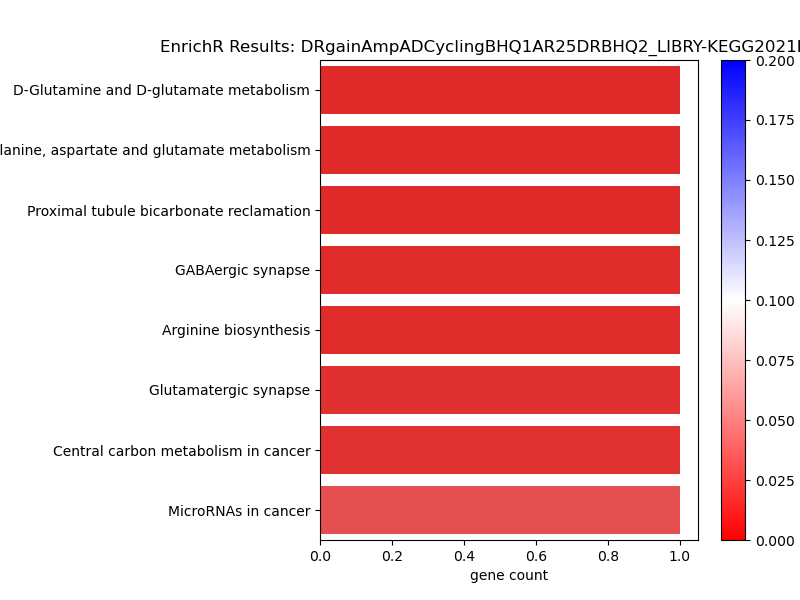 EnrichR Results: DRgainAmpADCyclingBHQ1AR25DRBHQ2_LIBRY-KEGG2021
D-Glutamine and D-glutamate metabolism
lanine, aspartate and glutamate metabolism
Proximal tubule bicarbonate reclamation
GABAergic synapse
Arginine biosynthesis
Glutamatergic synapse
Central carbon metabolism in cancer
MicroRNAs in cancer
0.0 0.2 0.4 0.6 0.8 1.0
gene count
0.200
0.175
0.150
0.125
0.100
0.075
0.050
0.025
0.000